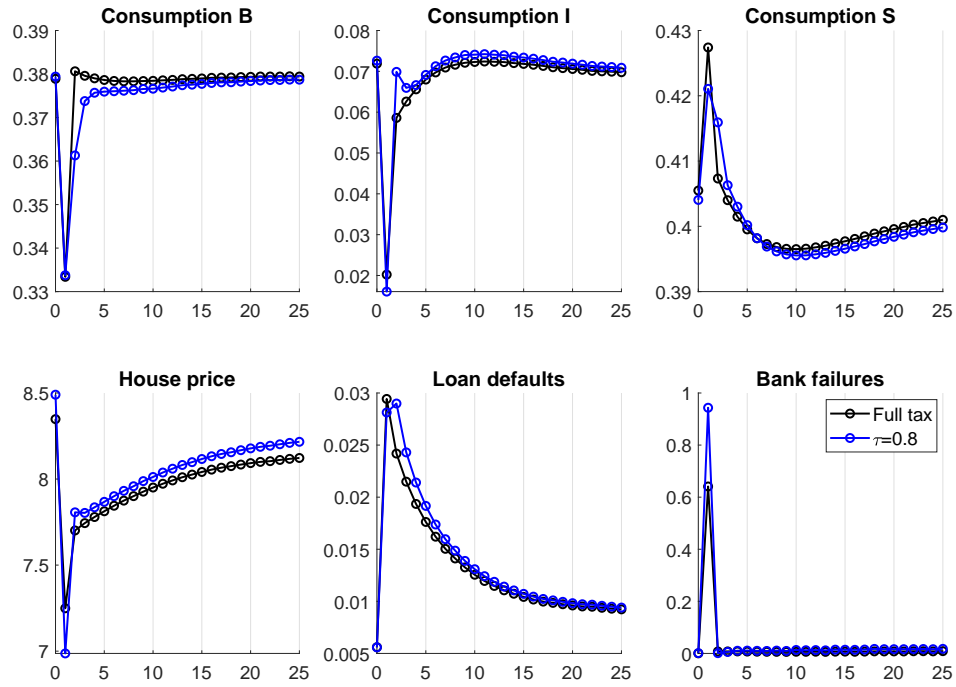 Consumption B
0.39
0.38
0.37
0.36
0.35
0.34
0.33
0 5 10 15 20 25
Consumption I
0.08
0.07
0.06
0.05
0.04
0.03
0.02
0 5 10 15 20 25
Consumption S
0.43
0.42
0.41
0.4
0.39
0 5 10 15 20 25
House price
8.5
8
7.5
7
0 5 10 15 20 25
Loan defaults
0.03
0.025
0.02
0.015
0.01
0.005
0 5 10 15 20 25
Bank failures
1
0.8
0.6
0.4
0.2
0
0 5 10 15 20 25
Full tax
τ=0.8